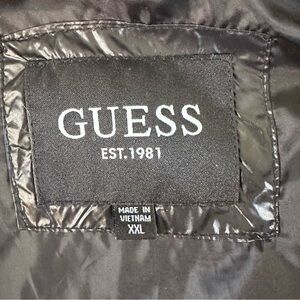 GUESS
EST.1981
MADE IN
VIETNAM
XXL